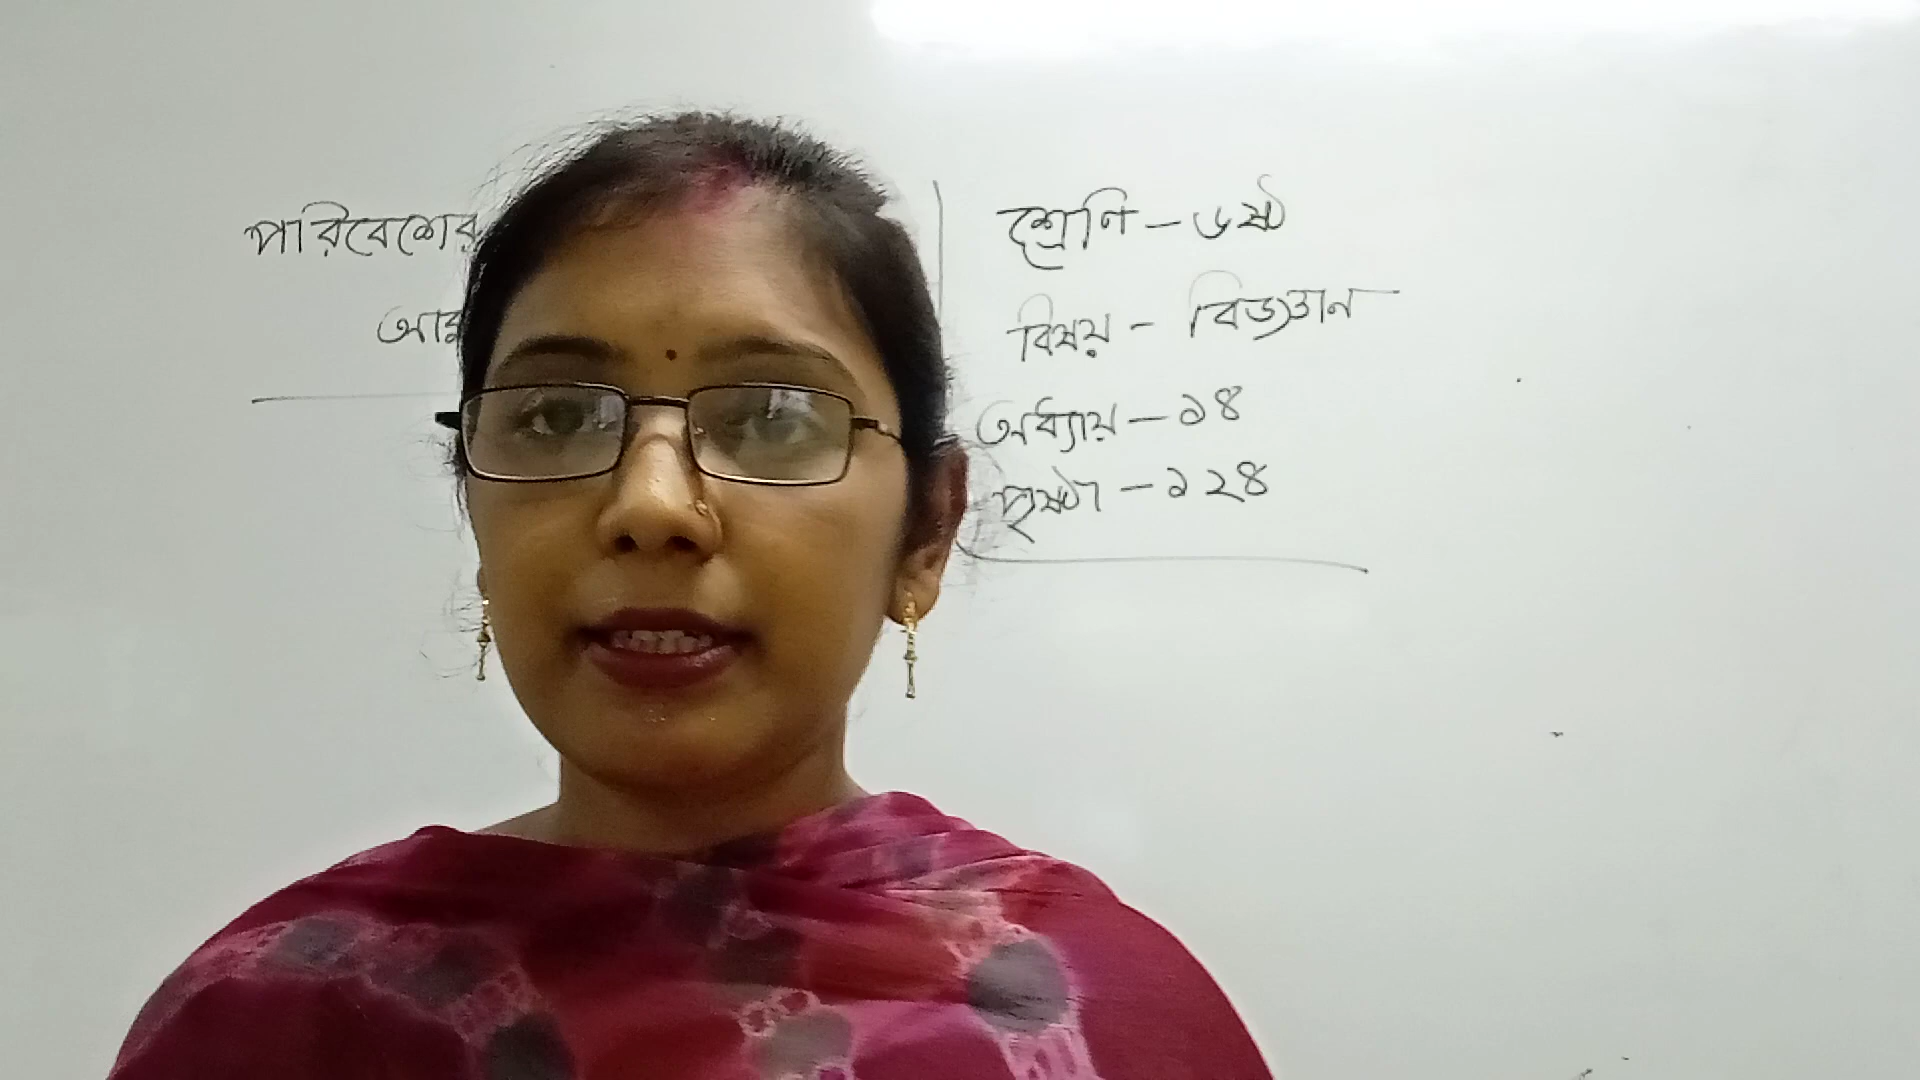 পরিবেশের
শ্রেণি - ৬ষ্ঠ
বিষয় - বিজ্ঞান
অধ্যায় - ১৪
পৃষ্ঠা - ১২৪